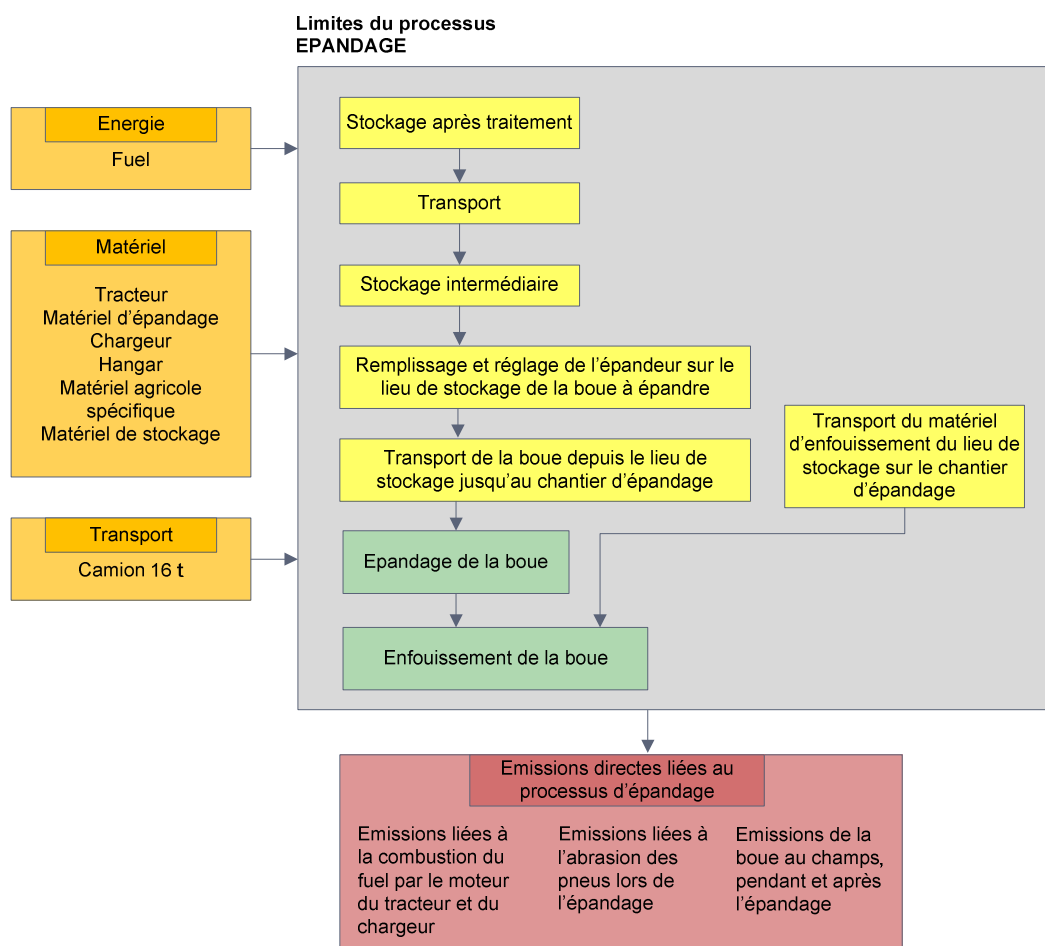 Limites du processus
EPANDAGE
Energie
Fuel
Matériel
Tracteur
Matériel d’épandage
Chargeur
Hangar
Matériel agricole
spécifique
Matériel de stockage
Transport
Camion 16 t
Stockage après traitement
Transport
Stockage intermédiaire
Remplissage et réglage de l’épandeur sur le
lieu de stockage de la boue à épandre
Transport de la boue depuis le lieu de
stockage jusqu’au chantier d’épandage
Transport du matériel
d’enfouissement du lieu de
stockage sur le chantier
d’épandage
Epandage de la boue
Enfouissement de la boue
Emissions directes liées au
processus d’épandage
Emissions liées à
la combustion du
fuel par le moteur
du tracteur et du
chargeur
Emissions liées à
l’abrasion des
pneus lors de
l’épandage
Emissions de la
boue au champs,
pendant et après
l’épandage